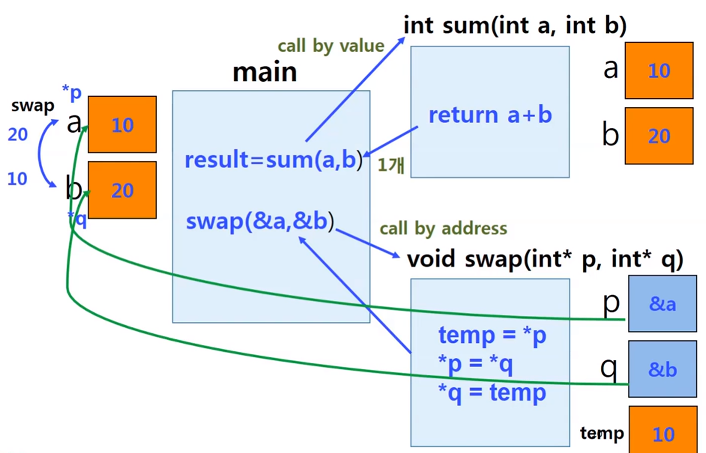 int sum(int a, int b)
call by value
main
*p
swap
a
10
20
10
b
20
*q
result=sum(a,b)
1개
swap(&a,&b)
return a+b
a
10
b
20
call by address
void swap(int* p, int* q)
temp = *p
*p = *q
*q = temp
p
&a
q
&b
temp
10